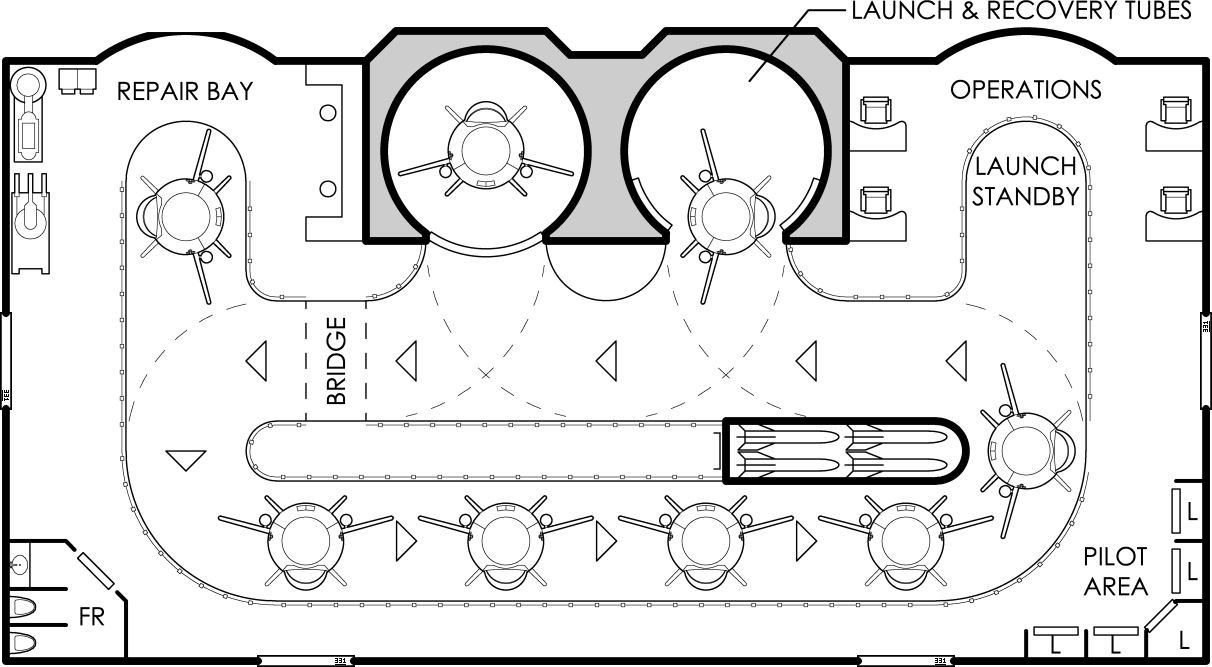 LAUNCH & RECOVERY TUBES
REPAIR BAY
OPERATIONS
LAUNCH
STANDBY
BRIDGE
331
331
L
PILOT
AREA
L
FR
L
L
L
331
331